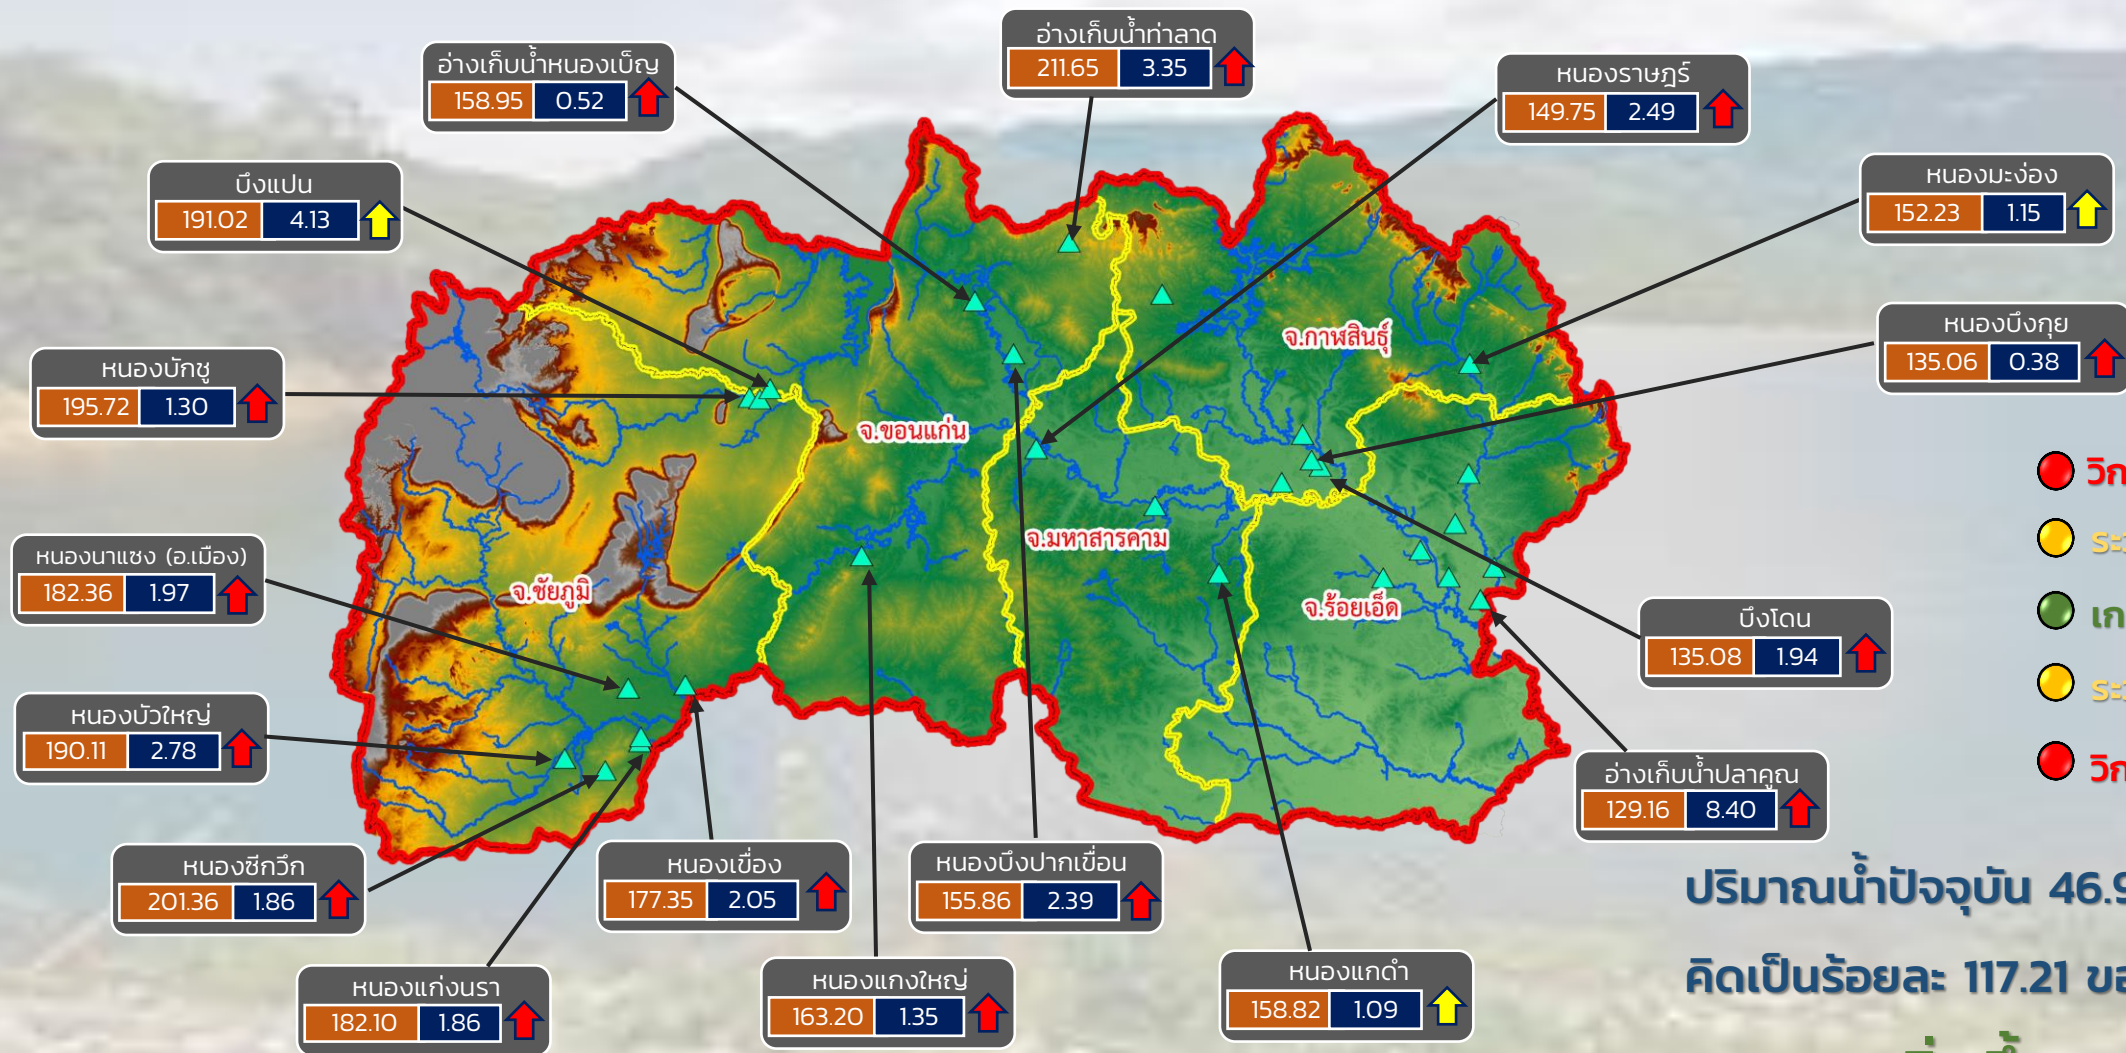 อ่างเก็บน้ำท่าลาด
211.65 3.35
อ่างเก็บน้ำหนองเบ็ญ
158.95 0.52
หนองราษฎร์
149.75 2.49
บึงแปน
191.02 4.13
หนองมะง่อง
152.23 1.15
หนองบึงกุย
135.06 0.38
จ.กาฬสินธุ์
หนองบักชู
195.72 1.30
จ.ขอนแก่น
จ.มหาสารคาม
หนองนาแซง (อ.เมือง)
182.36 1.97
จ.ชัยภูมิ
จ.ร้อยเอ็ด
บึงโดน
135.08 1.94
หนองบัวใหญ่
190.11 2.78
อ่างเก็บน้ำปลาคูณ
129.16 8.40
หนองซึกวึก
201.36 1.86
หนองเขื่อง
177.35 2.05
หนองบึงปากเขื่อน
155.86 2.39
ปริมาณน้ำปัจจุบัน 46.9
หนองแก่งนรา
182.10 1.86
หนองแกงใหญ่
163.20 1.35
หนองแกดำ
158.82 1.09
คิดเป็นร้อยละ 117.21